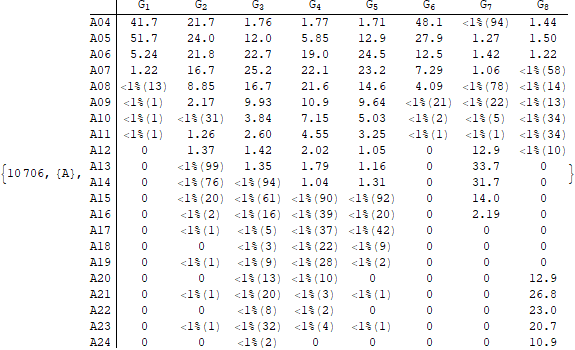 G1 G2 G3 G4 G5 G6 G7 G8
A04 41.7 21.7 1.76 1.77 1.71 48.1 <1%(94) 1.44
A05 51.7 24.0 12.0 5.85 12.9 27.9 1.27 1.50
A06 5.24 21.8 22.7 19.0 24.5 12.5 1.42 1.22
A07 1.22 16.7 25.2 22.1 23.2 7.29 1.06 <1%(58)
A08 <1%(13) 8.85 16.7 21.6 14.6 4.09 <1%(78) <1%(14)
A09 <1%(1) 2.17 9.93 10.9 9.64 <1%(21) <1%(22) <1%(13)
A10 <1%(1) <1%(31) 3.84 7.15 5.03 <1%(2) <1%(5) <1%(34)
A11 <1%(1) 1.26 2.60 4.55 3.25 <1%(1) <1%(1) <1%(34)
A12 0 1.37 1.42 2.02 1.05 0 12.9 <1%(10)
{10706, {A}, A13 0 <1%(99) 1.35 1.79 1.16 0 33.7 0 }
A14 0 <1%(76) <1%(94) 1.04 1.31 0 31.7 0
A15 0 <1%(20) <1%(61) <1%(90) <1%(92) 0 14.0 0
A16 0 <1%(2) <1%(16) <1%(39) <1%(20) 0 2.19 0
A17 0 <1%(1) <1%(5) <1%(37) <1%(42) 0 0 0
A18 0 0 <1%(3) <1%(22) <1%(9) 0 0 0
A19 0 <1%(1) <1%(9) <1%(28) <1%(2) 0 0 0
A20 0 0 <1%(13) <1%(10) 0 0 0 12.9
A21 0 <1%(1) <1%(20) <1%(3) <1%(1) 0 0 26.8
A22 0 0 <1%(8) <1%(2) 0 0 0 23.0
A23 0 <1%(1) <1%(32) <1%(4) <1%(1) 0 0 20.7
A24 0 0 <1%(2) 0 0 0 0 10.9